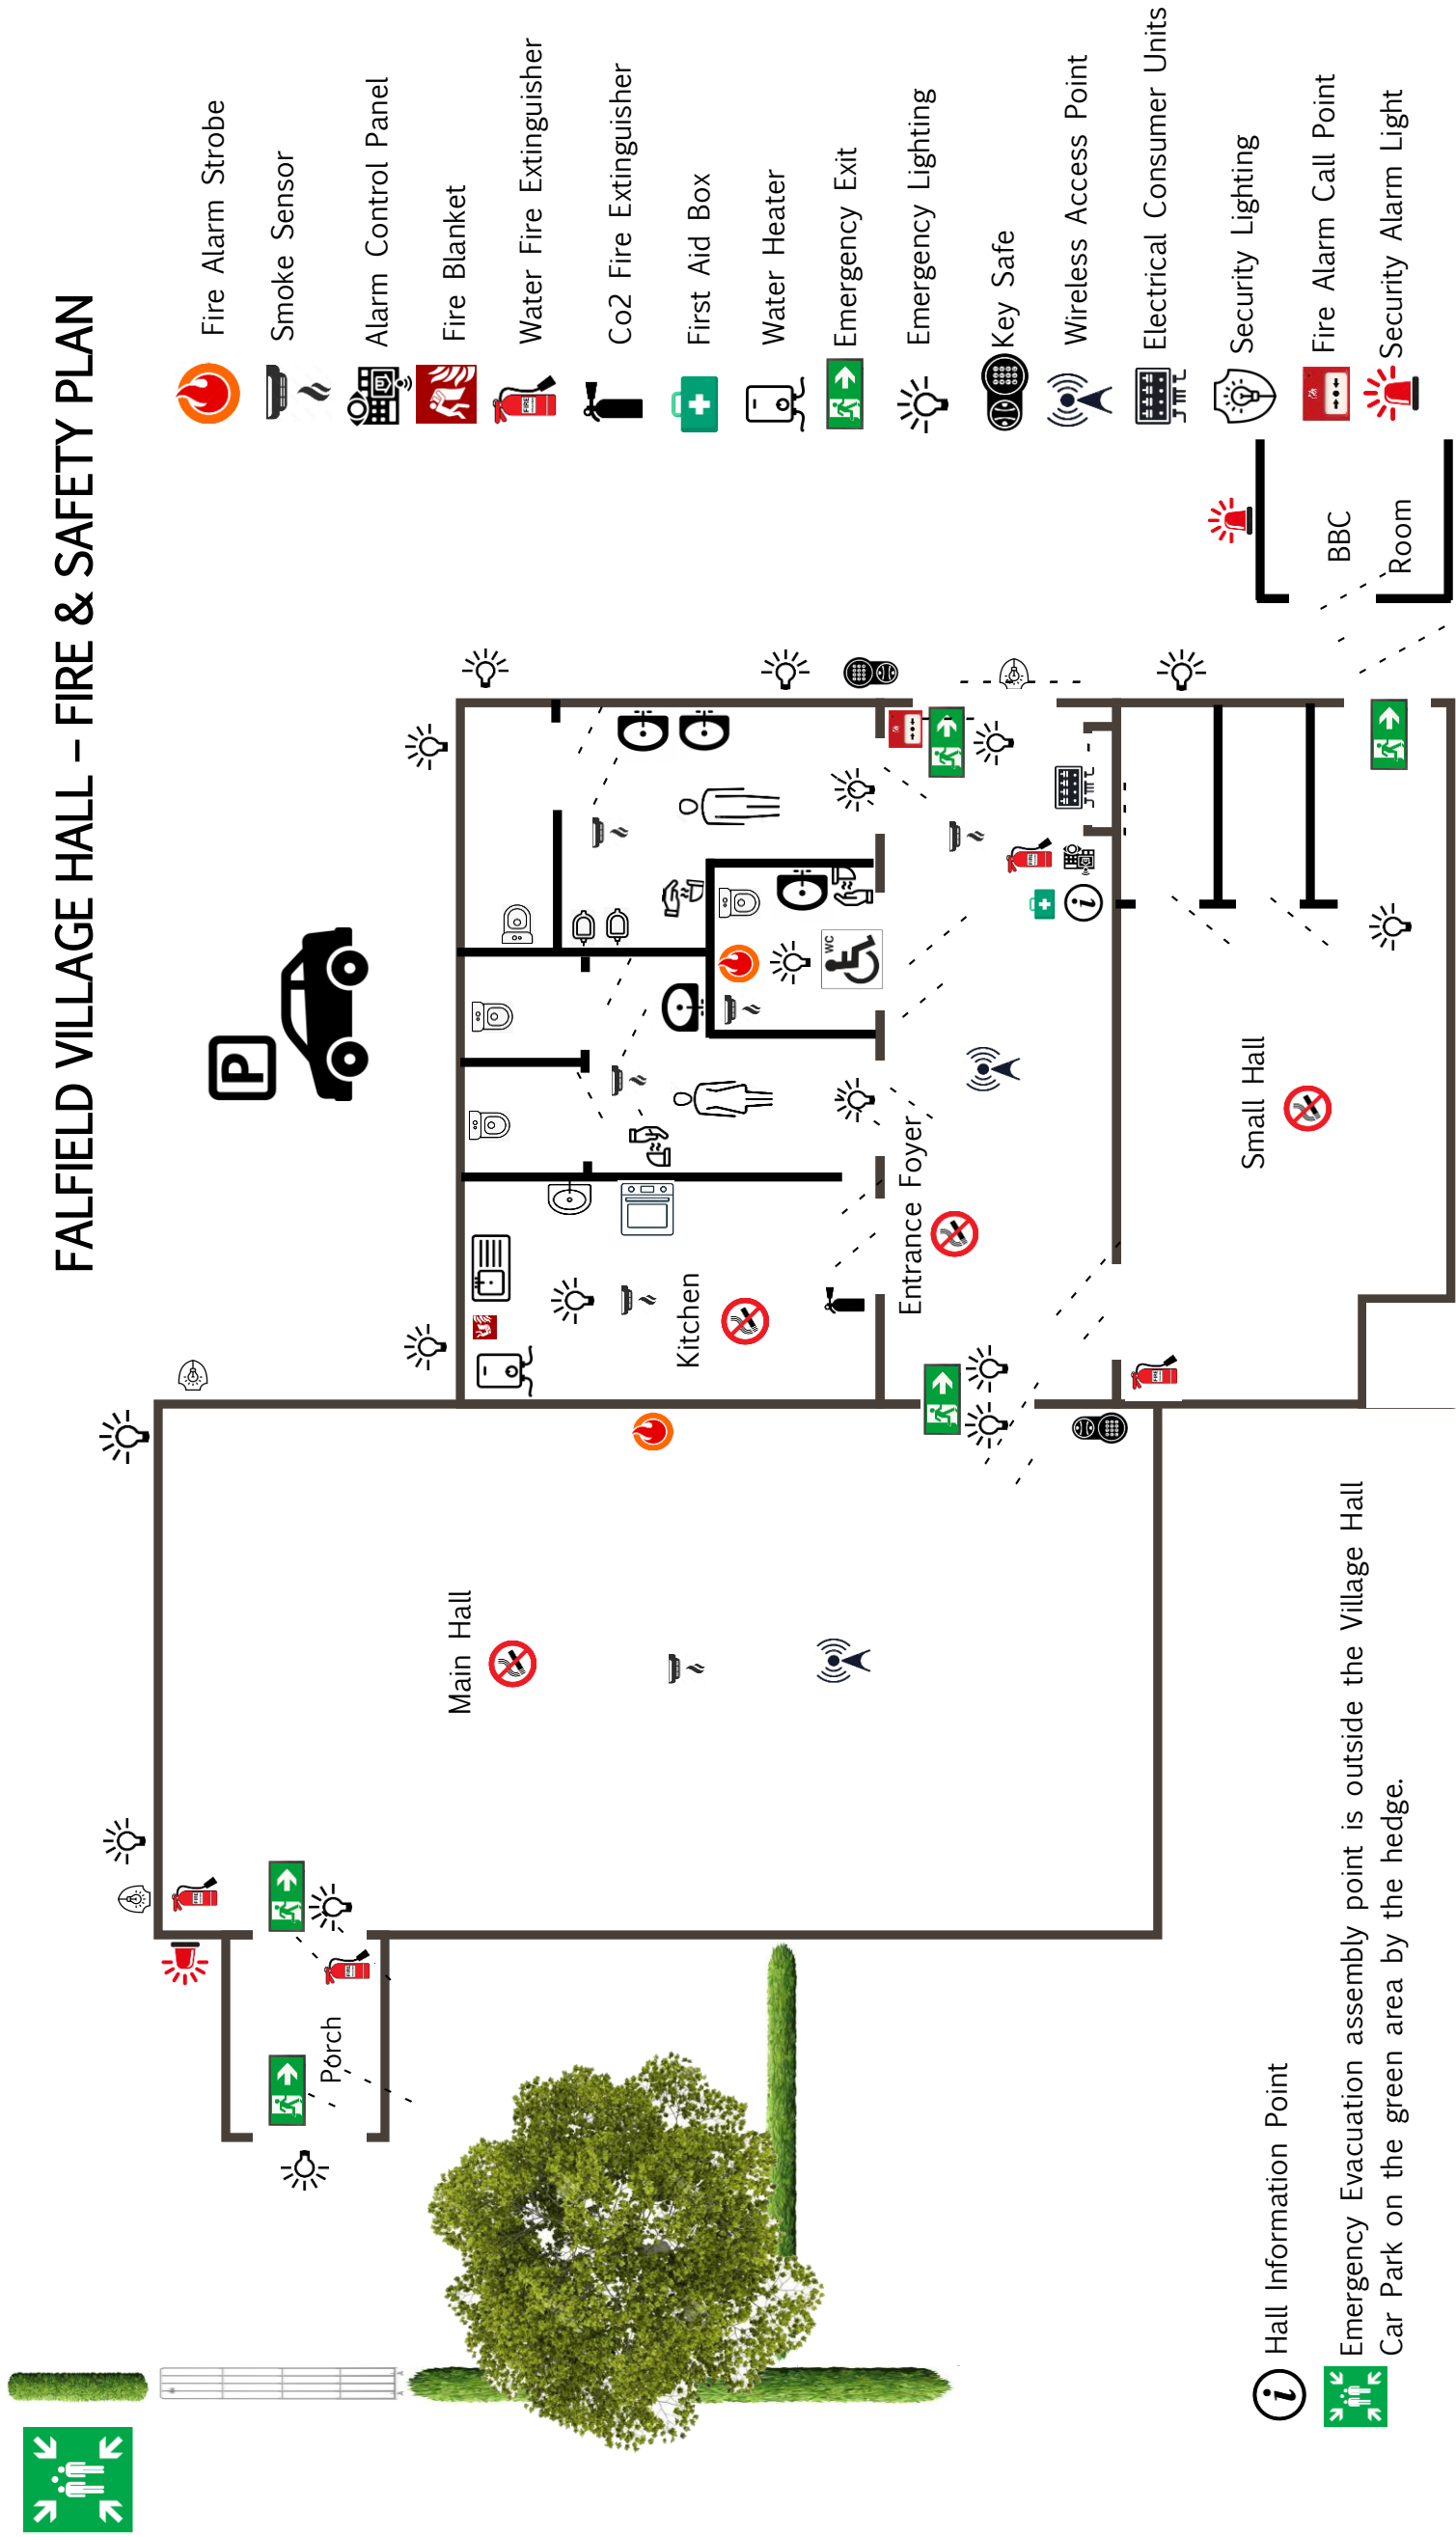 FALFIELD VILLAGE HALL – FIRE & SAFETY PLAN
Fire Alarm Strobe
Smoke Sensor
Alarm Control Panel
Fire Blanket
Water Fire Extinguisher
Co2 Fire Extinguisher
First Aid Box
Water Heater
Emergency Exit
Emergency Lighting
Key Safe
Wireless Access Point
Electrical Consumer Units
Security Lighting
Fire Alarm Call Point
Security Alarm Light
P
BBC
Room
WC
Kitchen
Entrance Foyer
Small Hall
Main Hall
Porch
i
i Hall Information Point
Emergency Evacuation assembly point is outside the Village Hall
Car Park on the green area by the hedge.